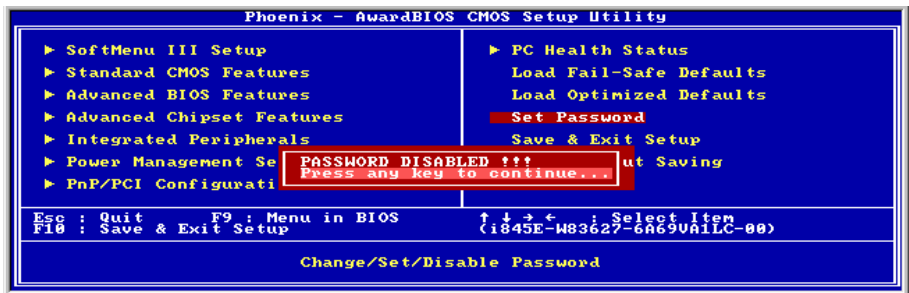 Phoenix - AwardBIOS CMOS Setup Utility
► SoftMenu III Setup
► Standard CMOS Features
► Advanced BIOS Features
► Advanced Chipset Features
► Integrated Peripherals
► Power Management Se
► PnP/PCI Configurati
► PC Health Status
Load Fail-Safe Defaults
Load Optimized Defaults
Set Password
Save & Exit Setup
ut Saving
PASSWORD DISABLED !!!
Press any key to continue...
Esc : Quit F9 : Menu in BIOS
F10 : Save & Exit Setup
↑ ↓ → ← : Select Item
(i845E-W83627-6A69VA1LC-00)
Change/Set/Disable Password